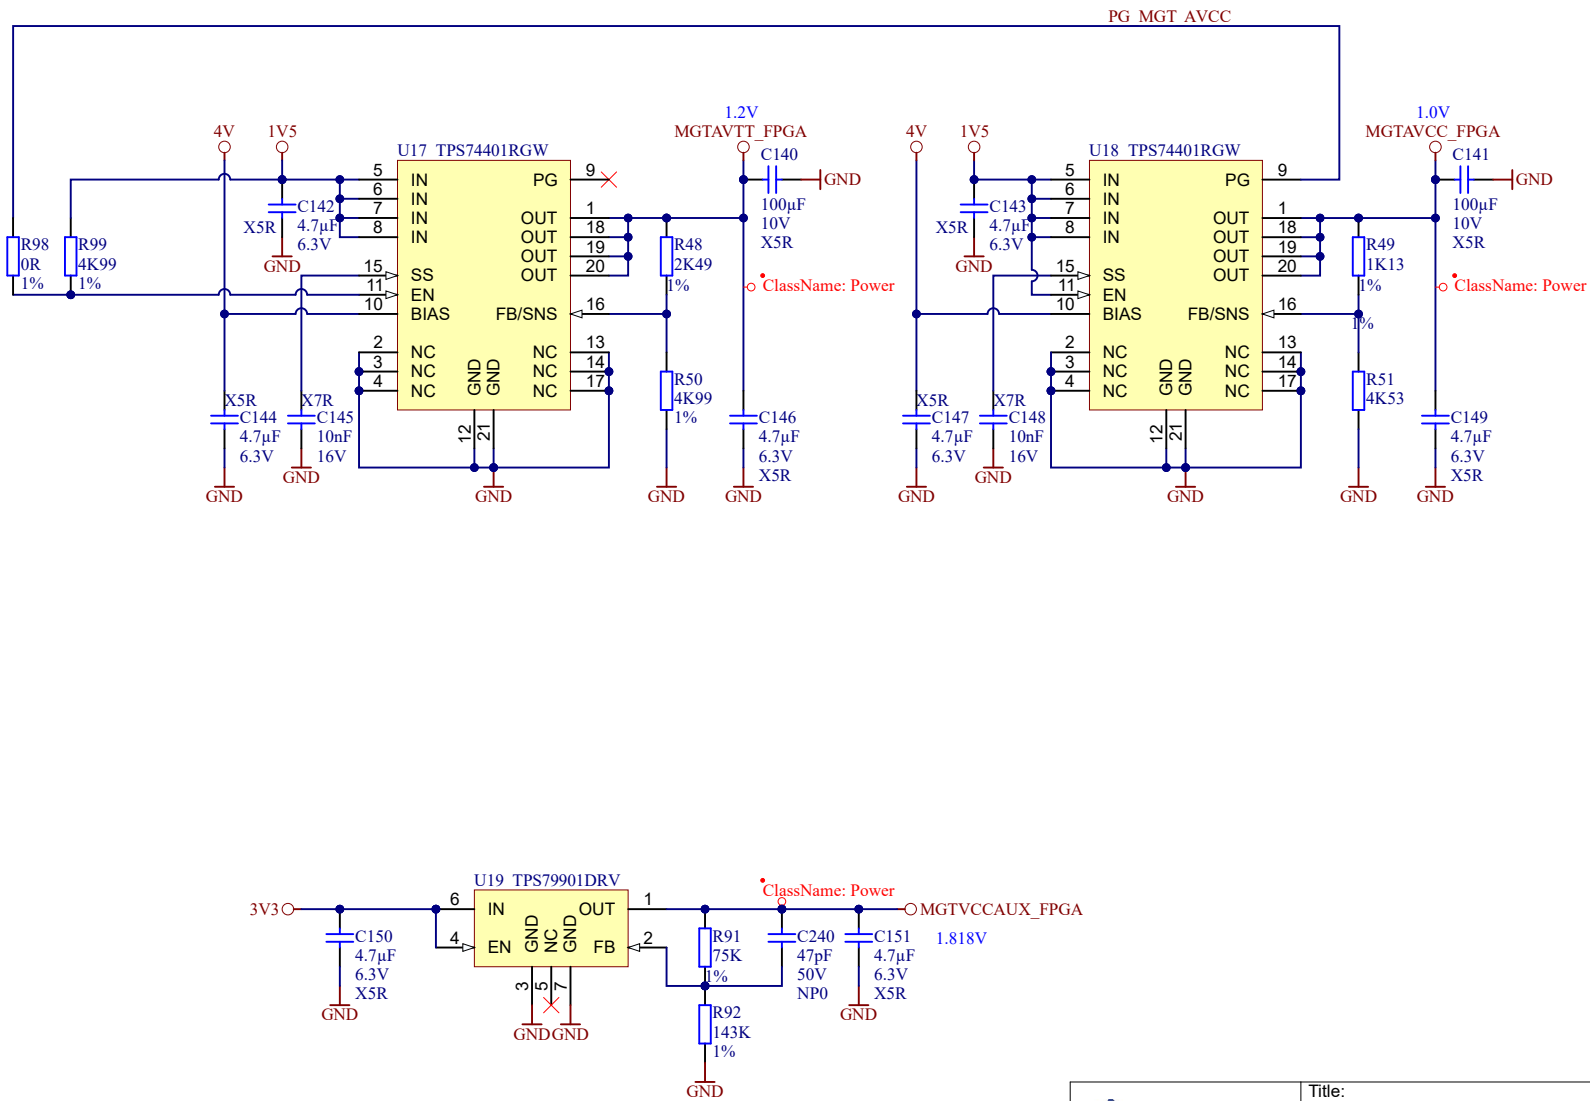 PG MGT AVCC
1.2V
MGTAVTT_FPGA
4V
1V5
U17 TPS74401RGW
C140
GND
100µF
10V
X5R
5 IN
6 IN
7 IN
8 IN
PG 9
OUT 1
OUT 18
OUT 19
OUT 20
15 SS
11 EN
10 BIAS
FB/SNS 16
2 NC
3 NC
4 NC
NC 13
NC 14
NC 17
GND
GND
12
21
C142
X5R
4.7µF
6.3V
GND
R98
0R
1%
R99
4K99
1%
R48
2K49
1%
ClassName: Power
R50
4K99
1%
X5R
C144
4.7µF
6.3V
GND
X7R
C145
10nF
16V
GND
GND
GND
C146
4.7µF
6.3V
X5R
GND
1.0V
MGTAVCC_FPGA
4V
1V5
U18 TPS74401RGW
C141
GND
100µF
10V
X5R
5 IN
6 IN
7 IN
8 IN
PG 9
OUT 1
OUT 18
OUT 19
OUT 20
15 SS
11 EN
10 BIAS
FB/SNS 16
2 NC
3 NC
4 NC
NC 13
NC 14
NC 17
GND
GND
12
21
C143
X5R
4.7µF
6.3V
GND
R49
1K13
1%
ClassName: Power
1%
R51
4K53
X5R
C147
4.7µF
6.3V
GND
X7R
C148
10nF
16V
GND
GND
GND
C149
4.7µF
6.3V
X5R
GND
U19 TPS79901DRV
3V3
6 IN
4 EN
OUT 1
FB 2
GND
NC
GND
3
5
7
GND
GND
C150
4.7µF
6.3V
X5R
GND
ClassName: Power
MGTVCCAUX_FPGA
1.818V
R91
75K
1%
C240
47pF
50V
NP0
C151
4.7µF
6.3V
X5R
GND
R92
143K
1%
GND
Title: